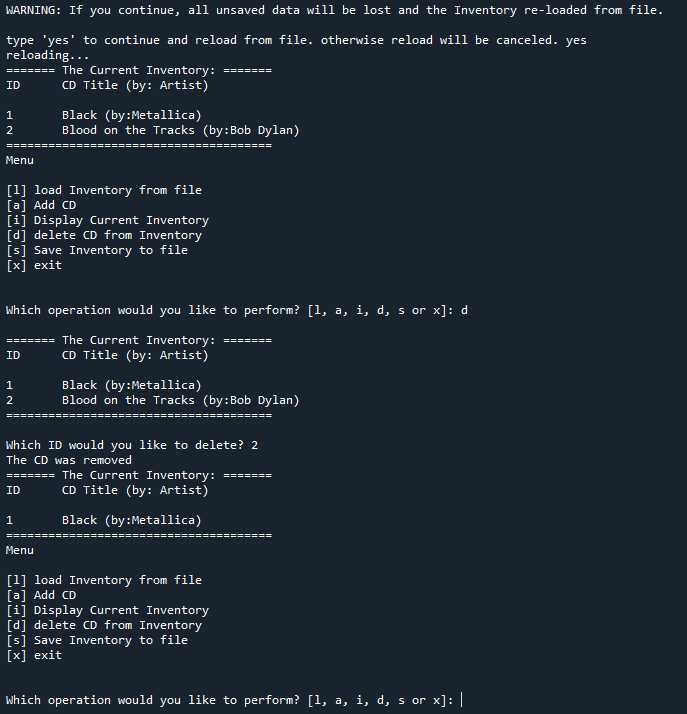 WARNING: If you continue, all unsaved data will be lost and the Inventory re-loaded from file.
type 'yes' to continue and reload from file. otherwise reload will be canceled. yes
reloading...
======= The Current Inventory: =======
ID      CD Title (by: Artist)
1       Black (by:Metallica)
2       Blood on the Tracks (by:Bob Dylan)
======================================
Menu
[l] load Inventory from file
[a] Add CD
[i] Display Current Inventory
[d] delete CD from Inventory
[s] Save Inventory to file
[x] exit
Which operation would you like to perform? [l, a, i, d, s or x]: d
======= The Current Inventory: =======
ID      CD Title (by: Artist)
1       Black (by:Metallica)
2       Blood on the Tracks (by:Bob Dylan)
======================================
Which ID would you like to delete? 2
The CD was removed
======= The Current Inventory: =======
ID      CD Title (by: Artist)
1       Black (by:Metallica)
======================================
Menu
[l] load Inventory from file
[a] Add CD
[i] Display Current Inventory
[d] delete CD from Inventory
[s] Save Inventory to file
[x] exit
Which operation would you like to perform? [l, a, i, d, s or x]: